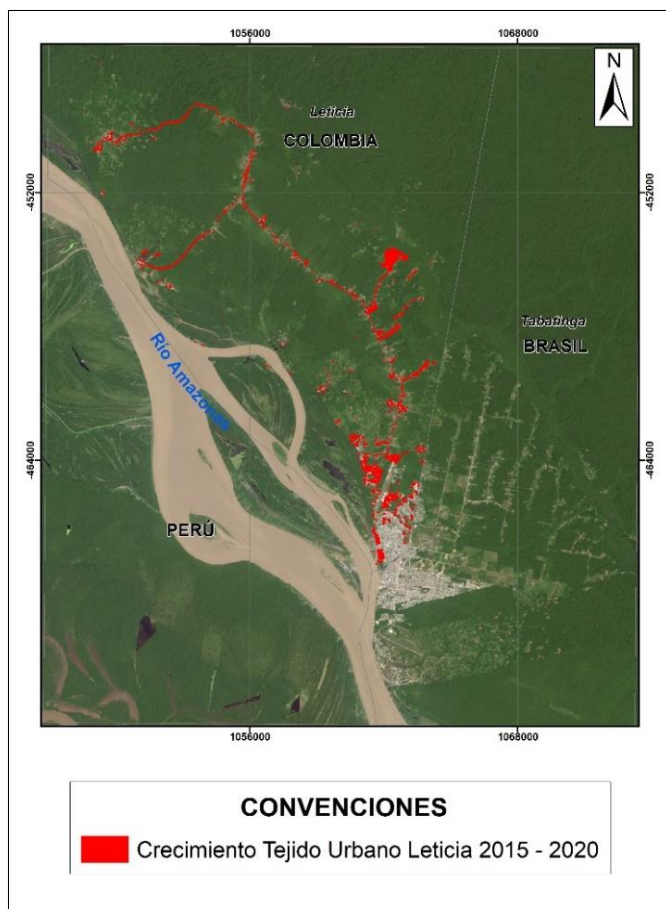 1056000
1068000
N
Leticia
COLOMBIA
452000
452000
Tabatinga
BRASIL
Río Amazonas
464000
464000
PERÚ
1056000
1068000
CONVENCIONES
Crecimiento Tejido Urbano Leticia 2015 - 2020